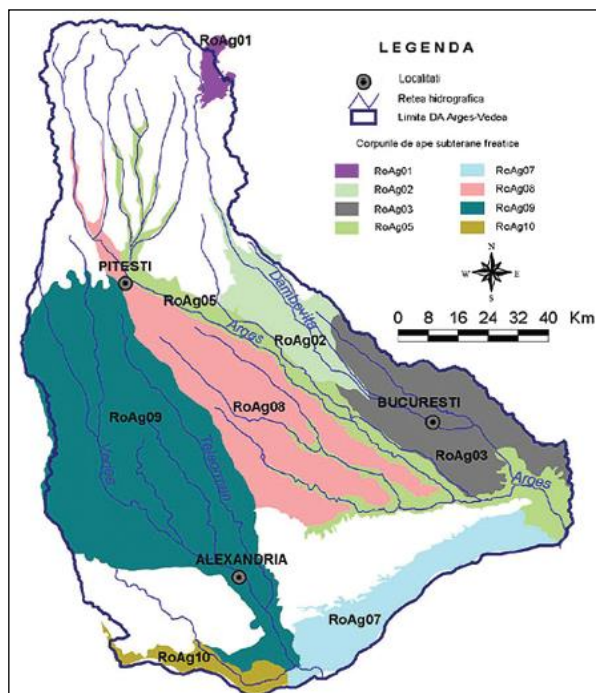 RoAg01
LEGENDA
Localitati
Retea hidrografica
Limita DA Arges-Vedea
Corpurile de ape subterane freatice
RoAg01
RoAg02
RoAg03
RoAg05
RoAg07
RoAg08
RoAg09
RoAg10
N
W E
S
0 8 16 24 32 40 Km
PITESTI
RoAg05
Dambovita
Arges
RoAg02
BUCURESTI
RoAg08
RoAg09
RoAg03
Vedea
Teleorman
Arges
ALEXANDRIA
RoAg07
RoAg10